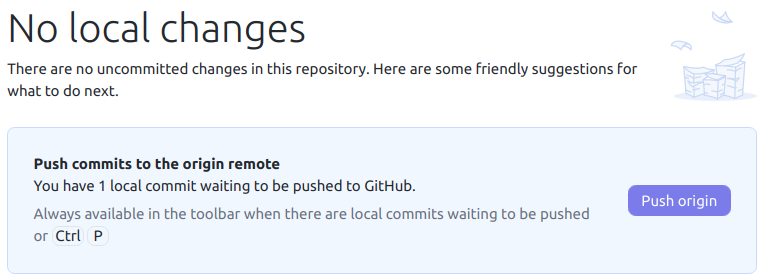 No local changes
There are no uncommitted changes in this repository. Here are some friendly suggestions for
what to do next.
Push commits to the origin remote
You have 1 local commit waiting to be pushed to GitHub.
Always available in the toolbar when there are local commits waiting to be pushed
or Ctrl P
Push origin